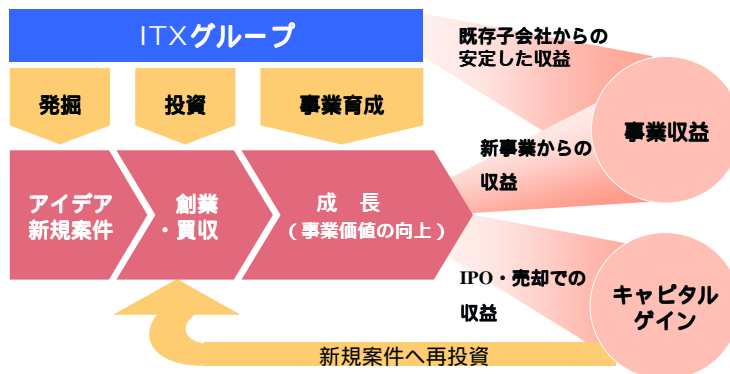 ITXグループ
発掘
投資
事業育成
アイデア
新規案件
創業
・買収
成 長
(事業価値の向上)
既存子会社からの
安定した収益
新事業からの
収益
事業収益
IPO・売却での
収益
キャピタル
ゲイン
新規案件へ再投資